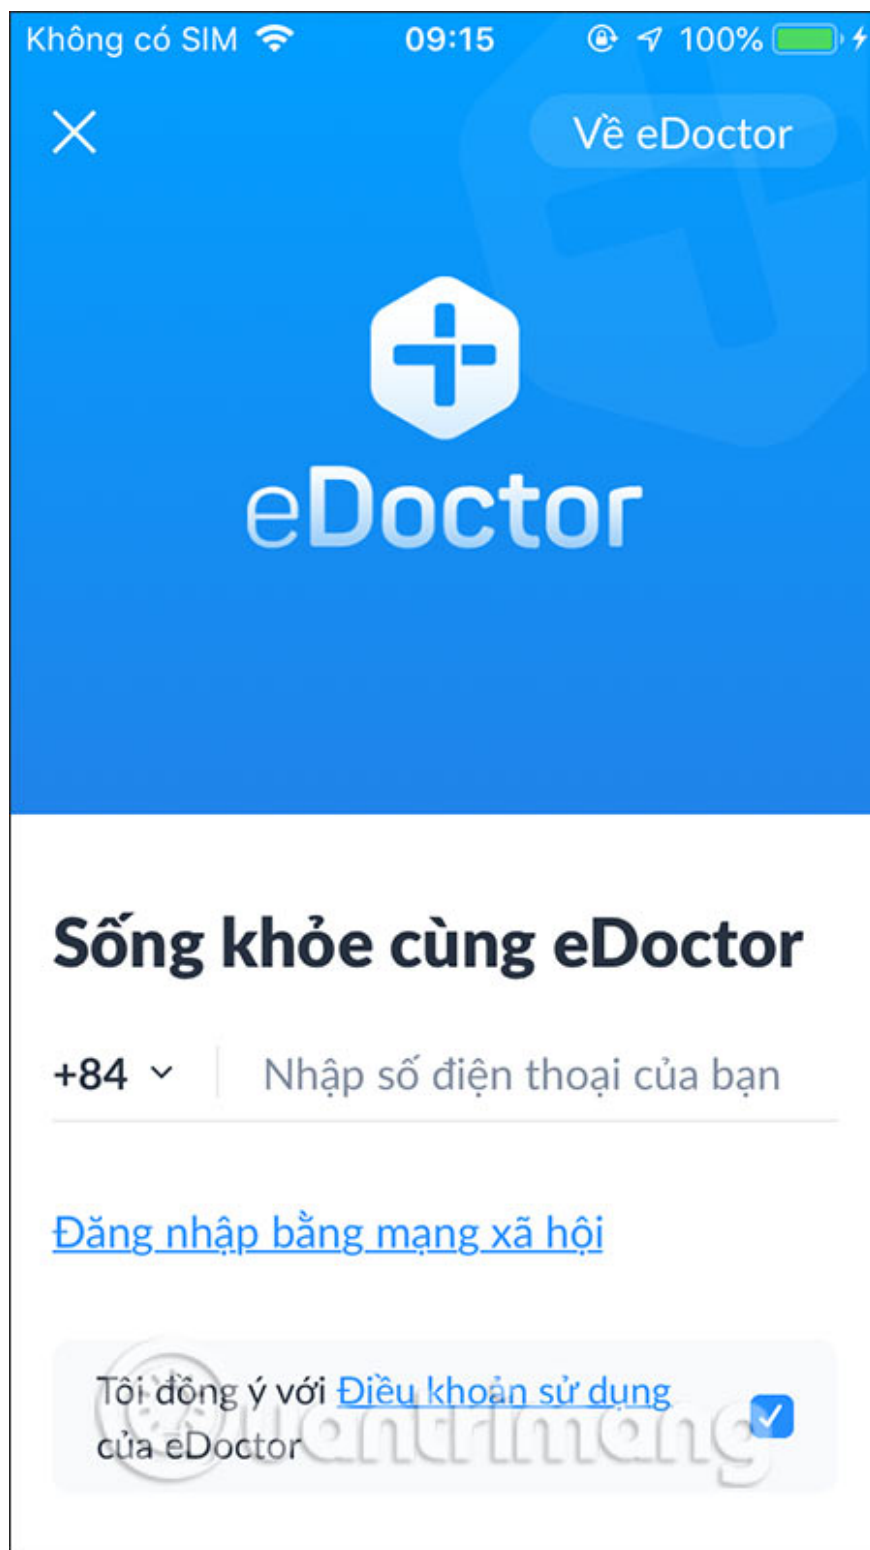 Không có SIM 09:15 100%
Về eDoctor
eDoctor
Sống khỏe cùng eDoctor
+84 Nhập số điện thoại của bạn
Đăng nhập bằng mạng xã hội
Tôi đồng ý với Điều khoản sử dụng
của eDoctor
Quantrimang